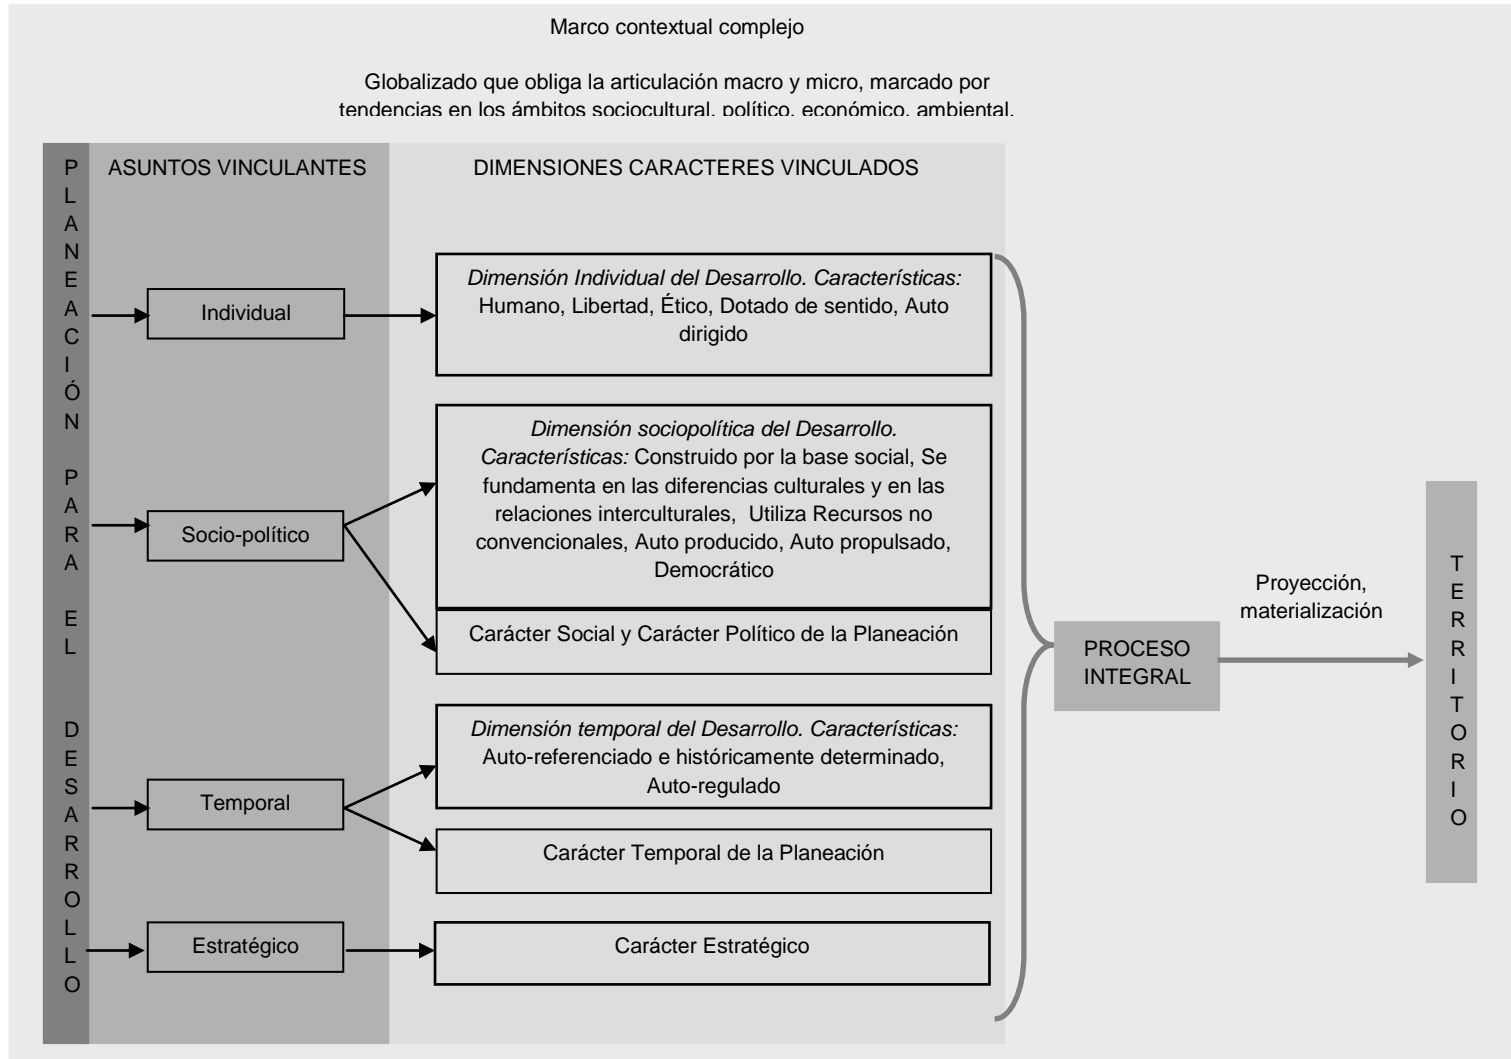 Marco contextual complejo
Globalizado que obliga la articulación macro y micro, marcado por
tendencias en los ámbitos sociocultural, político, económico, ambiental.
PLANEACIÓN PARA EL DESARROLLO
ASUNTOS VINCULANTES
DIMENSIONES CARACTERES VINCULADOS
Individual
Dimensión Individual del Desarrollo. Características:
Humano, Libertad, Ético, Dotado de sentido, Auto
dirigido
Socio-político
Dimensión sociopolítica del Desarrollo.
Características: Construido por la base social, Se
fundamenta en las diferencias culturales y en las
relaciones interculturales, Utiliza Recursos no
convencionales, Auto producido, Auto propulsado,
Democrático
Carácter Social y Carácter Político de la Planeación
Temporal
Dimensión temporal del Desarrollo. Características:
Auto-referenciado e históricamente determinado,
Auto-regulado
Carácter Temporal de la Planeación
Estratégico
Carácter Estratégico
PROCESO
INTEGRAL
Proyección,
materialización
TERRITORIO